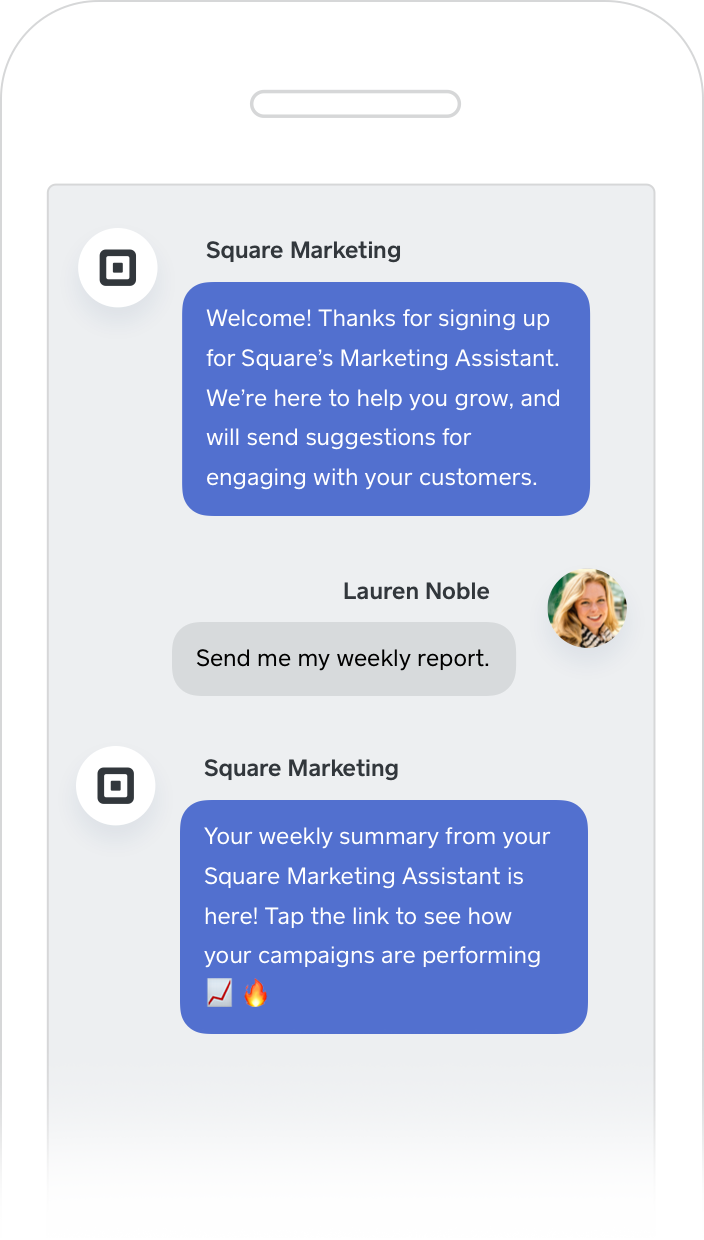 Square Marketing
Welcome! Thanks for signing up
for Square’s Marketing Assistant.
We’re here to help you grow, and
will send suggestions for
engaging with your customers.
Lauren Noble
Send me my weekly report.
Square Marketing
Your weekly summary from your
Square Marketing Assistant is
here! Tap the link to see how
your campaigns are performing
📈 🔥